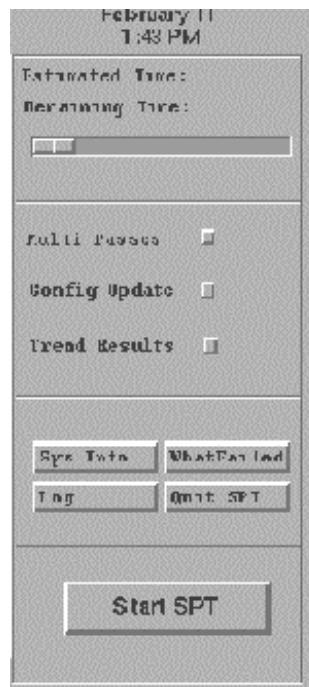 February 11
1:43 PM
Estimated Time:
Remaining Time:
Multi Passes
Config Update
Trend Results
Sys Info
WhatFailed
Log
Quit SPT
Start SPT